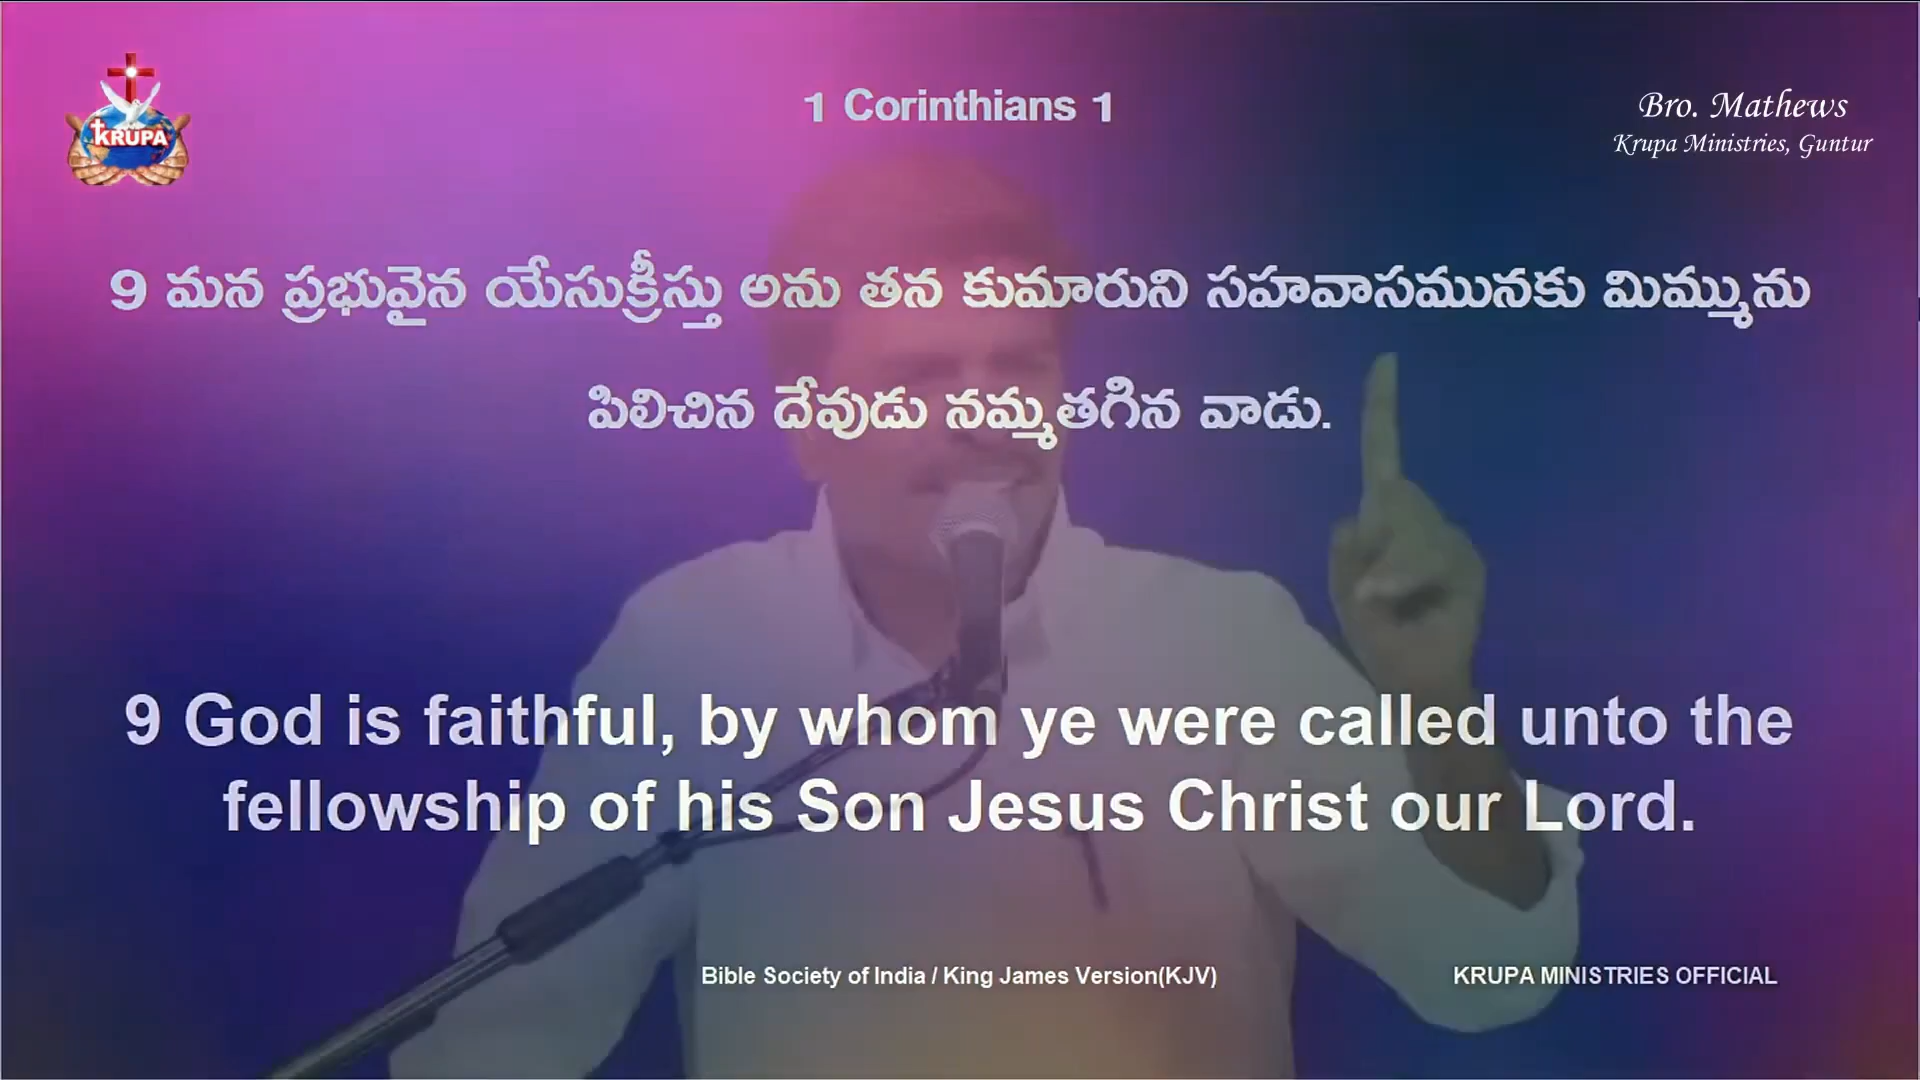 KRUPA
1 Corinthians 1
Bro. Mathews
Krupa Ministries, Guntur
9 మన ప్రభువైన యేసుక్రీస్తు అను తన కుమారుని సహవాసమునకు మిమ్మును
పిలిచిన దేవుడు నమ్మతగిన వాడు.
9 God is faithful, by whom ye were called unto the
fellowship of his Son Jesus Christ our Lord.
Bible Society of India / King James Version(KJV)
KRUPA MINISTRIES OFFICIAL